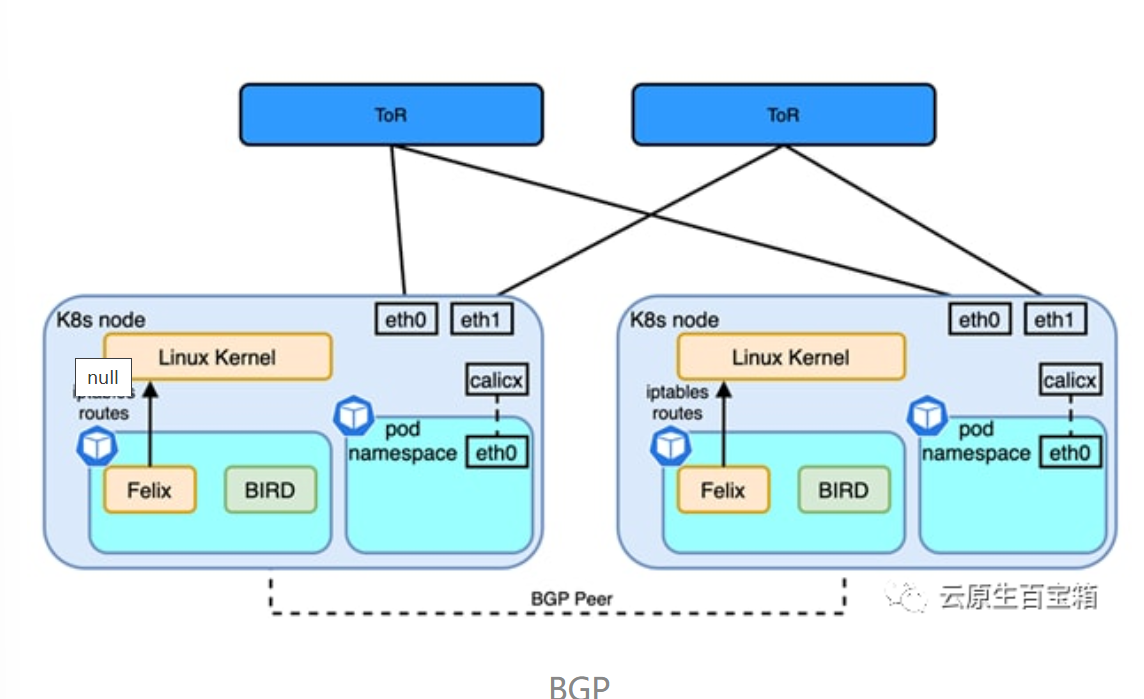 ToR
ToR
K8s node
eth0
eth1
Linux Kernel
null
routes
calicx
pod
namespace
eth0
Felix
BIRD
K8s node
eth0
eth1
Linux Kernel
iptables
routes
calicx
pod
namespace
eth0
Felix
BIRD
BGP Peer
云原生百宝箱
BGP